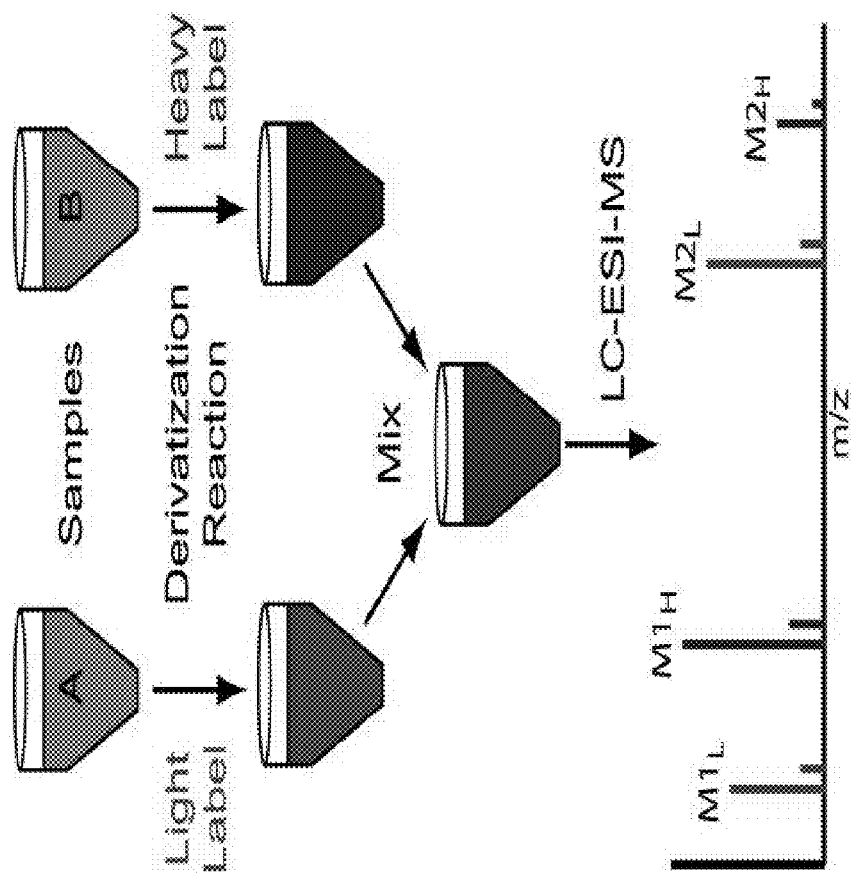 Samples
A
B
Light
Label
Derivatization
Reaction
Heavy
Label
Mix
LC-ESI-MS
M1L
M1H
M2L
M2H
m/z